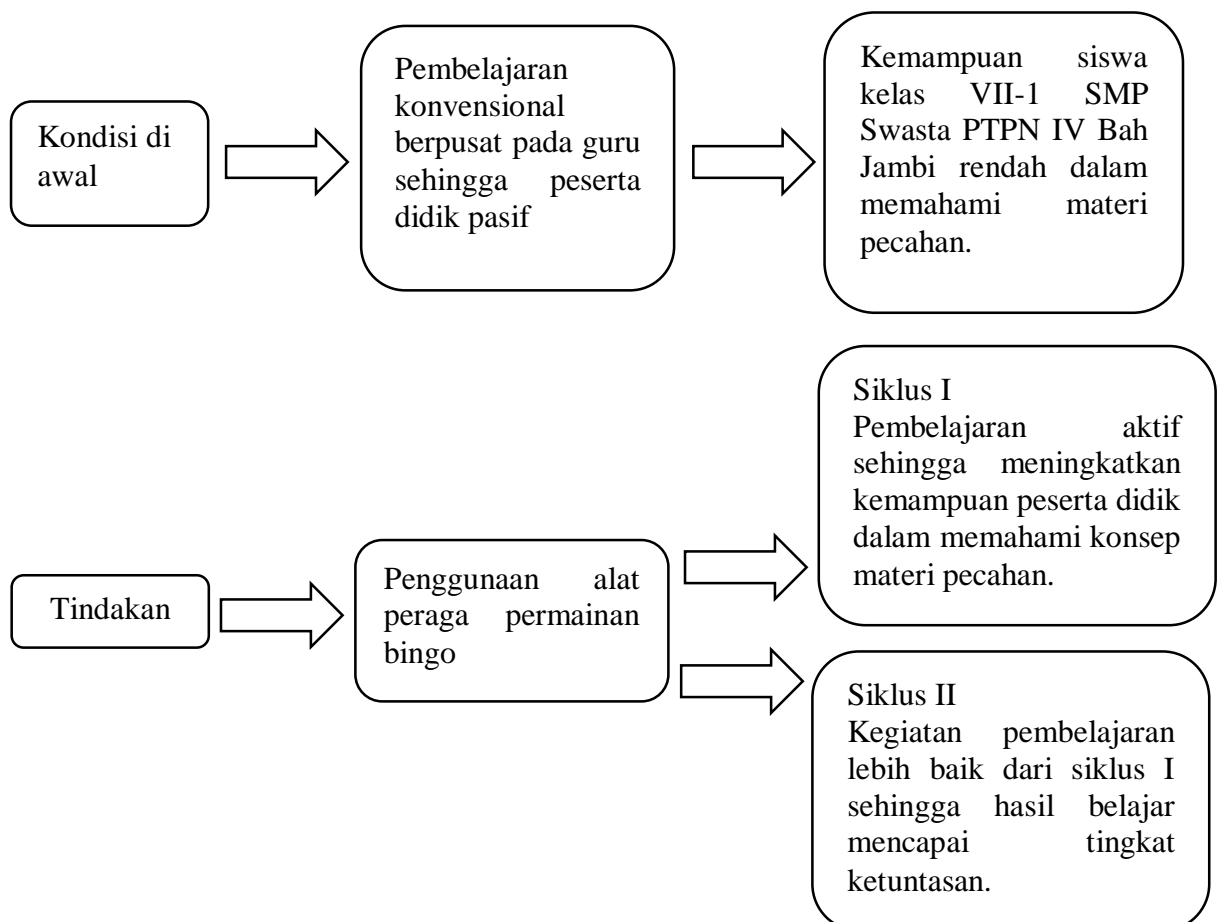 Kondisi di
awal
Pembelajaran
konvensional
berpusat pada guru
sehingga peserta
didik pasif
Kemampuan siswa
kelas VII-1 SMP
Swasta PTPN IV Bah
Jambi rendah dalam
memahami materi
pecahan.
Tindakan
Penggunaan alat
peraga permainan
bingo
Siklus I
Pembelajaran aktif
sehingga meningkatkan
kemampuan peserta didik
dalam memahami konsep
materi pecahan.
Siklus II
Kegiatan pembelajaran
lebih baik dari siklus I
sehingga hasil belajar
mencapai tingkat
ketuntasan.